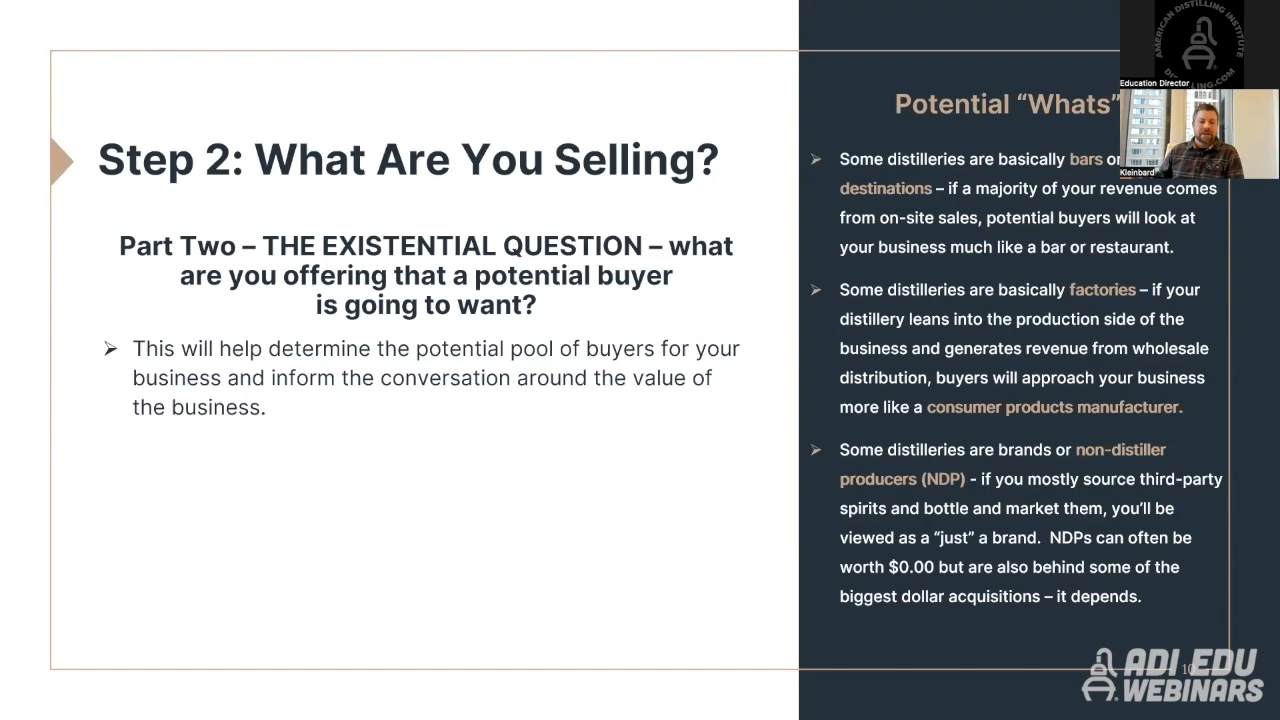 Step 2: What Are You Selling?
Part Two – THE EXISTENTIAL QUESTION – what
are you offering that a potential buyer
is going to want?
➢ This will help determine the potential pool of buyers for your
business and inform the conversation around the value of
the business.
Potential “Whats”
➢ Some distilleries are basically bars or
destinations – if a majority of your revenue comes
from on-site sales, potential buyers will look at
your business much like a bar or restaurant.
➢ Some distilleries are basically factories – if your
distillery leans into the production side of the
business and generates revenue from wholesale
distribution, buyers will approach your business
more like a consumer products manufacturer.
➢ Some distilleries are brands or non-distiller
producers (NDP) - if you mostly source third-party
spirits and bottle and market them, you’ll be
viewed as a “just” a brand.  NDPs can often be
worth $0.00 but are also behind some of the
biggest dollar acquisitions – it depends.
AMERICAN DISTILLING INSTITUTE
DISTILLING.COM
Education Director
Kleinbard
10
ADI EDU
WEBINARS